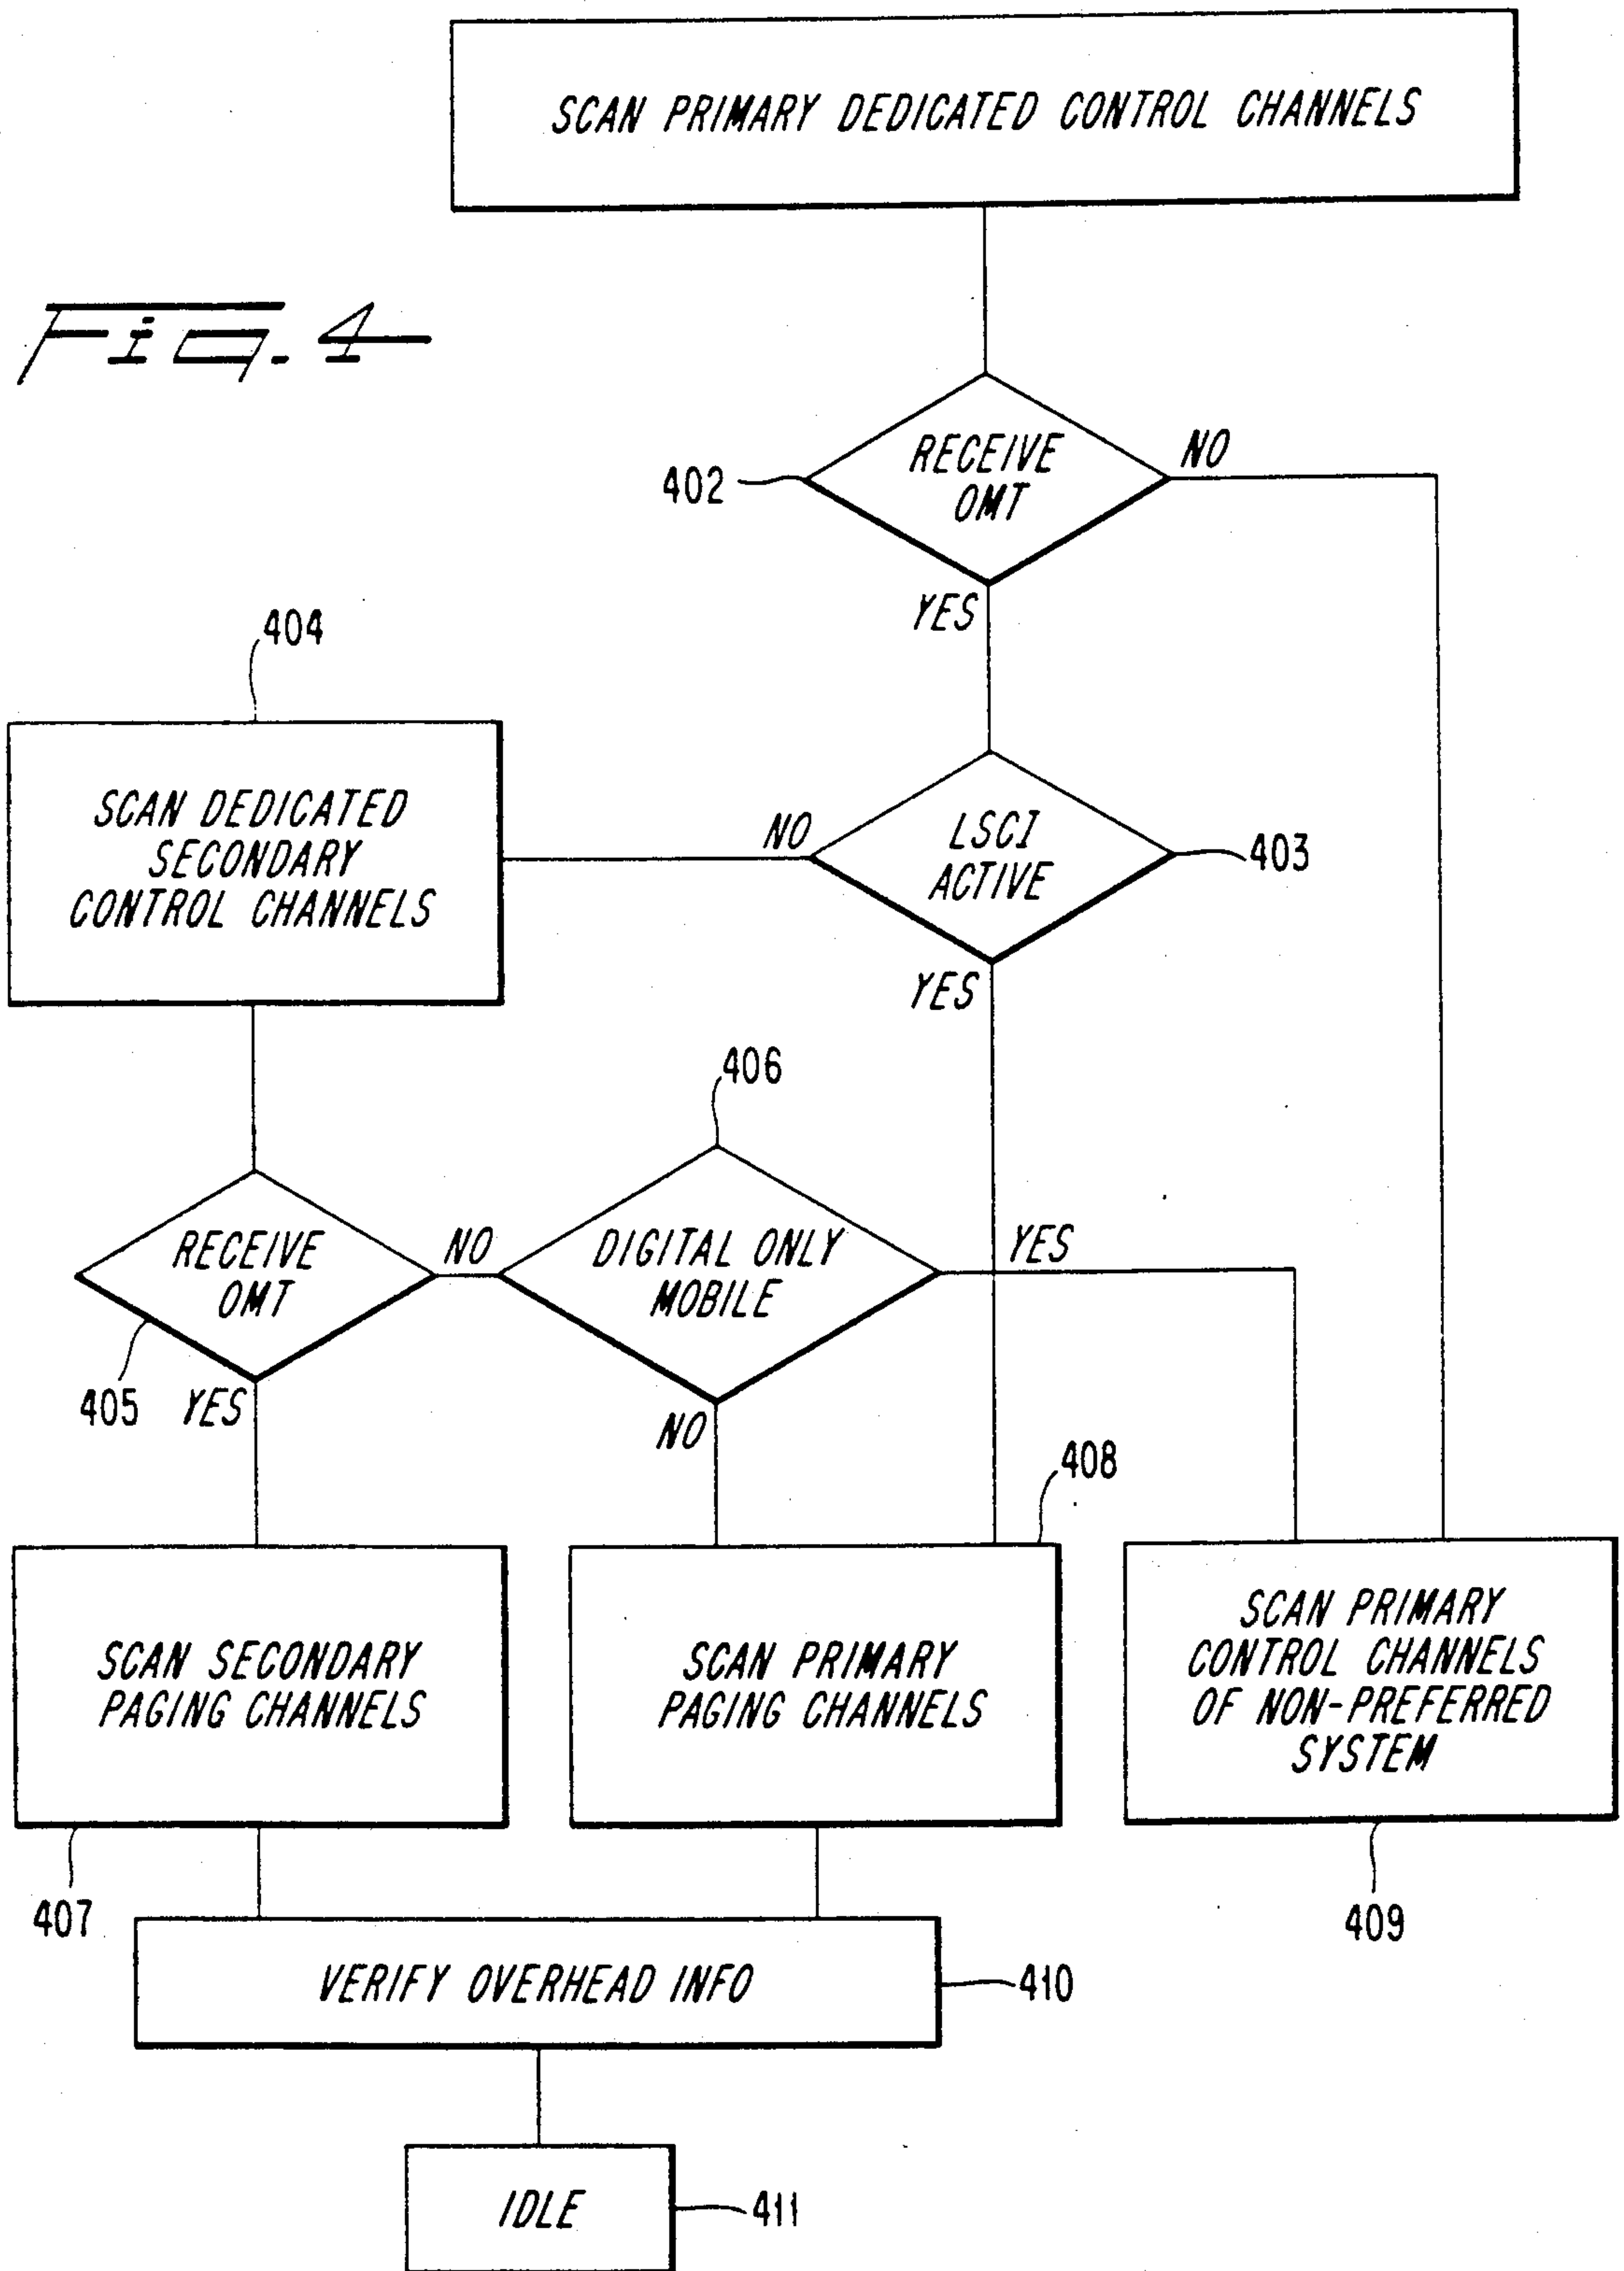 SCAN PRIMARY DEDICATED CONTROL CHANNELS
Fig. 4
402
RECEIVE
OMT
NO
YES
404
SCAN DEDICATED
SECONDARY
CONTROL CHANNELS
NO
LSCI
ACTIVE
403
YES
406
RECEIVE
OMT
NO
DIGITAL ONLY
MOBILE
YES
405
YES
NO
408
SCAN SECONDARY
PAGING CHANNELS
SCAN PRIMARY
PAGING CHANNELS
SCAN PRIMARY
CONTROL CHANNELS
OF NON-PREFERRED
SYSTEM
407
409
VERIFY OVERHEAD INFO
410
IDLE
411